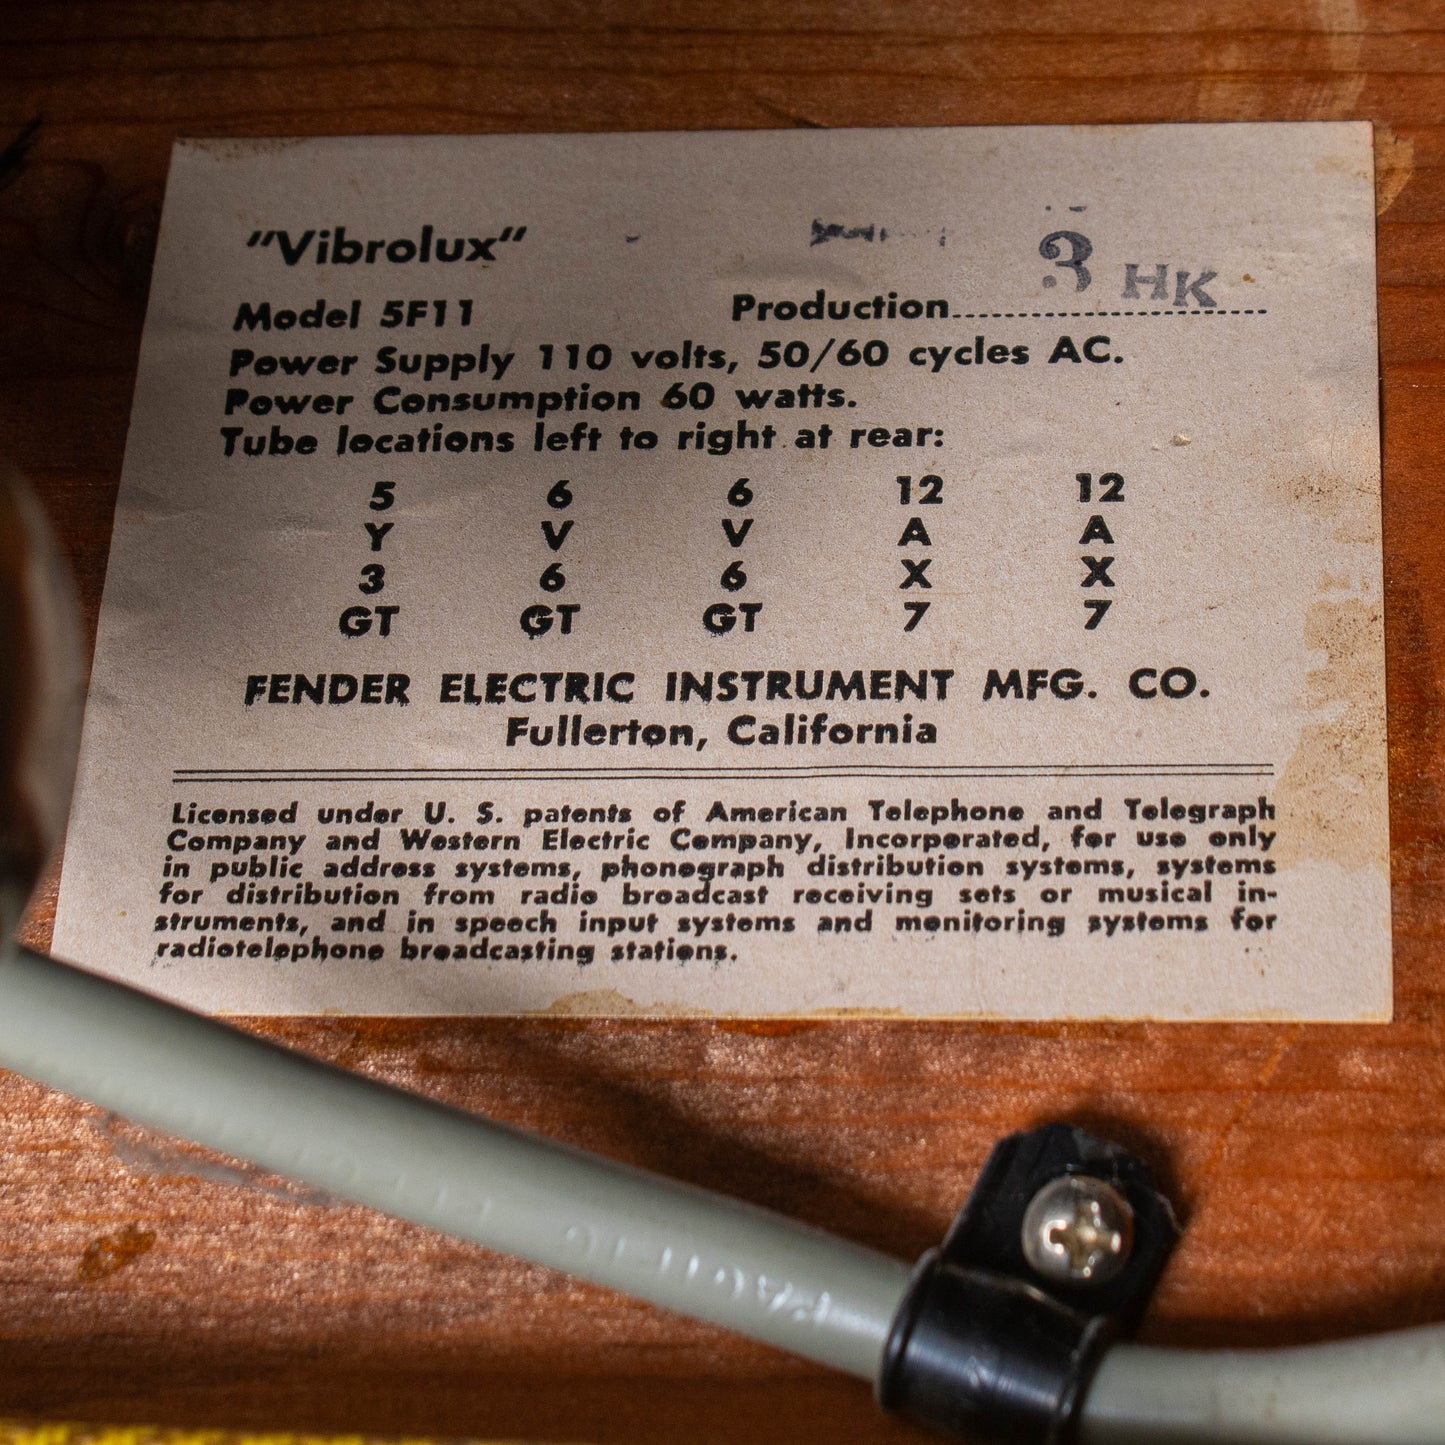 "Vibrolux"
Model 5F11 Production 3 HK
Power Supply 110 volts, 50/60 cycles AC.
Power Consumption 60 watts.
Tube locations left to right at rear:
5 6 6 12 12
Y V V A A
3 6 6 X X
GT GT GT 7 7
FENDER ELECTRIC INSTRUMENT MFG. CO.
Fullerton, California
Licensed under U. S. patents of American Telephone and Telegraph
Company and Western Electric Company, Incorporated, for use only
in public address systems, phonograph distribution systems, systems
for distribution from radio broadcast receiving sets or musical in-
struments, and in speech input systems and monitoring systems for
radiotelephone broadcasting stations.